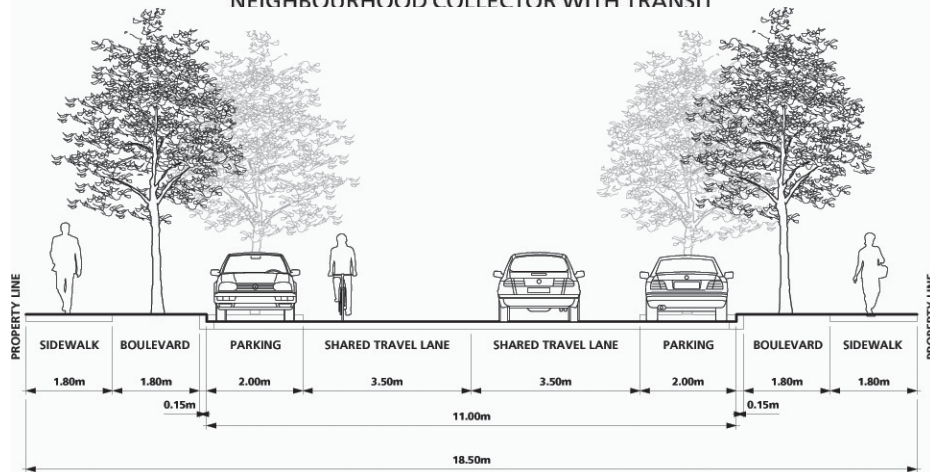 NEIGHBOURHOOD COLLECTOR WITH TRANSIT
PROPERTY LINE
PROPERTY LINE
SIDEWALK BOULEVARD PARKING SHARED TRAVEL LANE SHARED TRAVEL LANE PARKING BOULEVARD SIDEWALK
1.80m 1.80m 2.00m 3.50m 3.50m 2.00m 1.80m 1.80m
0.15m 0.15m
11.00m
18.50m